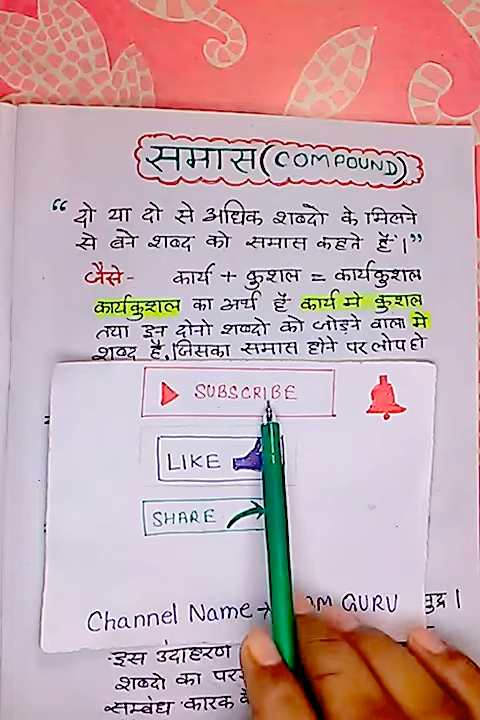 समास (COMPOUND)
“ दो या दो से अधिक शब्दो के मिलने
से बने शब्द को समास कहते हैं।”
जैसे- कार्य + कुशल = कार्यकुशल
कार्यकुशल का अर्थ हैं कार्य मे कुशल
तथा इन दोनो शब्दो को जोड़ने वाला मे
शब्द है, जिसका समास होने पर लोप हो
SUBSCRIBE
LIKE
SHARE
Channel Name → GURU
इस उदाहरण
शब्दो का
सम्बंध कारक